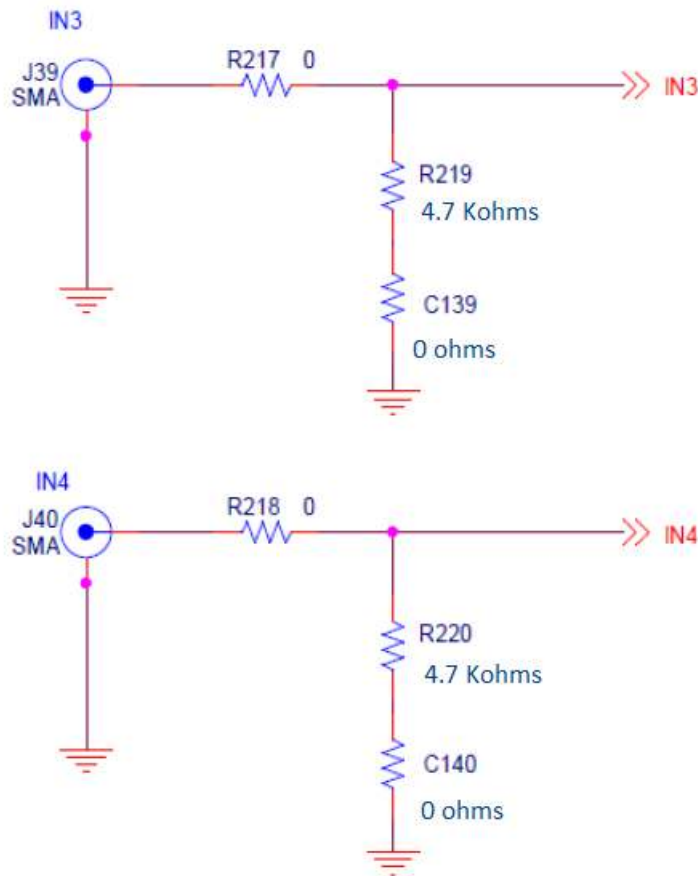 IN3
J39
SMA
R217 0
IN3
R219
4.7 Kohms
C139
0 ohms
IN4
J40
SMA
R218 0
IN4
R220
4.7 Kohms
C140
0 ohms